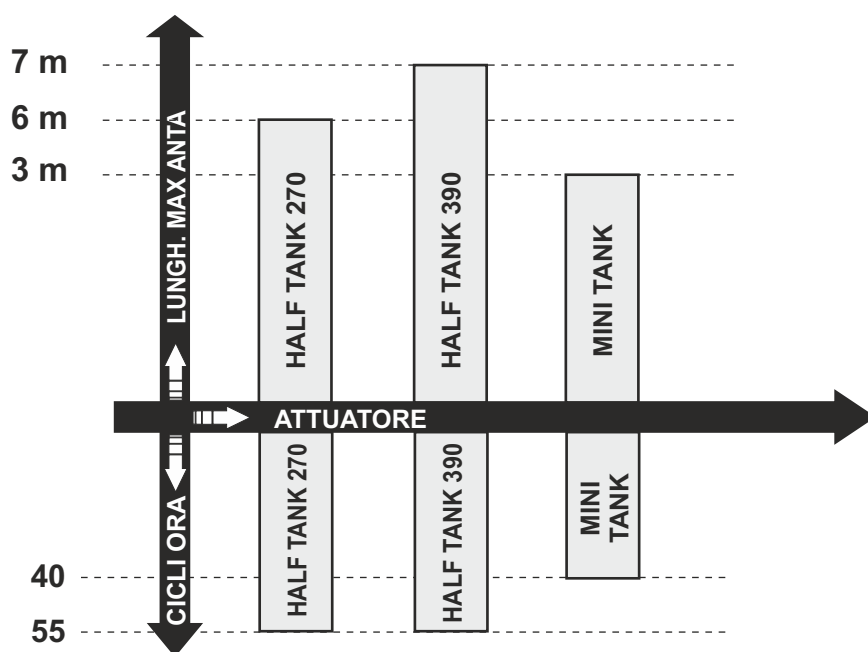 7 m
6 m
3 m
LUNGH. MAX ANTA
HALF TANK 270
HALF TANK 390
MINI TANK
ATTUATORE
CICLI ORA
HALF TANK 270
HALF TANK 390
MINI
TANK
40
55